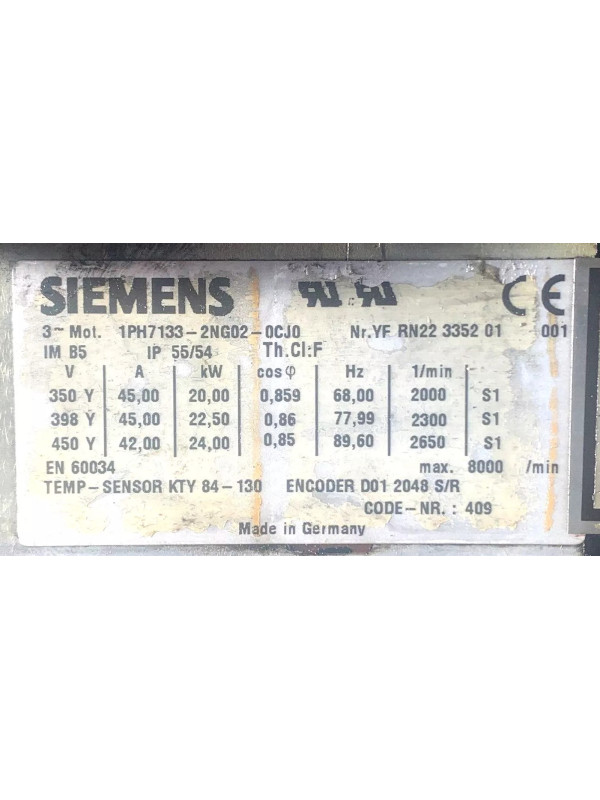 SIEMENS
3~ Mot. 1PH7133-2NG02-0CJ0 Nr.YF RN22 3352 01 001
IM B5 IP 55/54 Th.Cl:F
V A kW cosφ Hz 1/min
350 Y 45,00 20,00 0,859 68,00 2000 S1
398 Y 45,00 22,50 0,86 77,99 2300 S1
450 Y 42,00 24,00 0,85 89,60 2650 S1
EN 60034 max. 8000 /min
TEMP-SENSOR KTY 84-130 ENCODER D01 2048 S/R
CODE-NR. : 409
Made in Germany